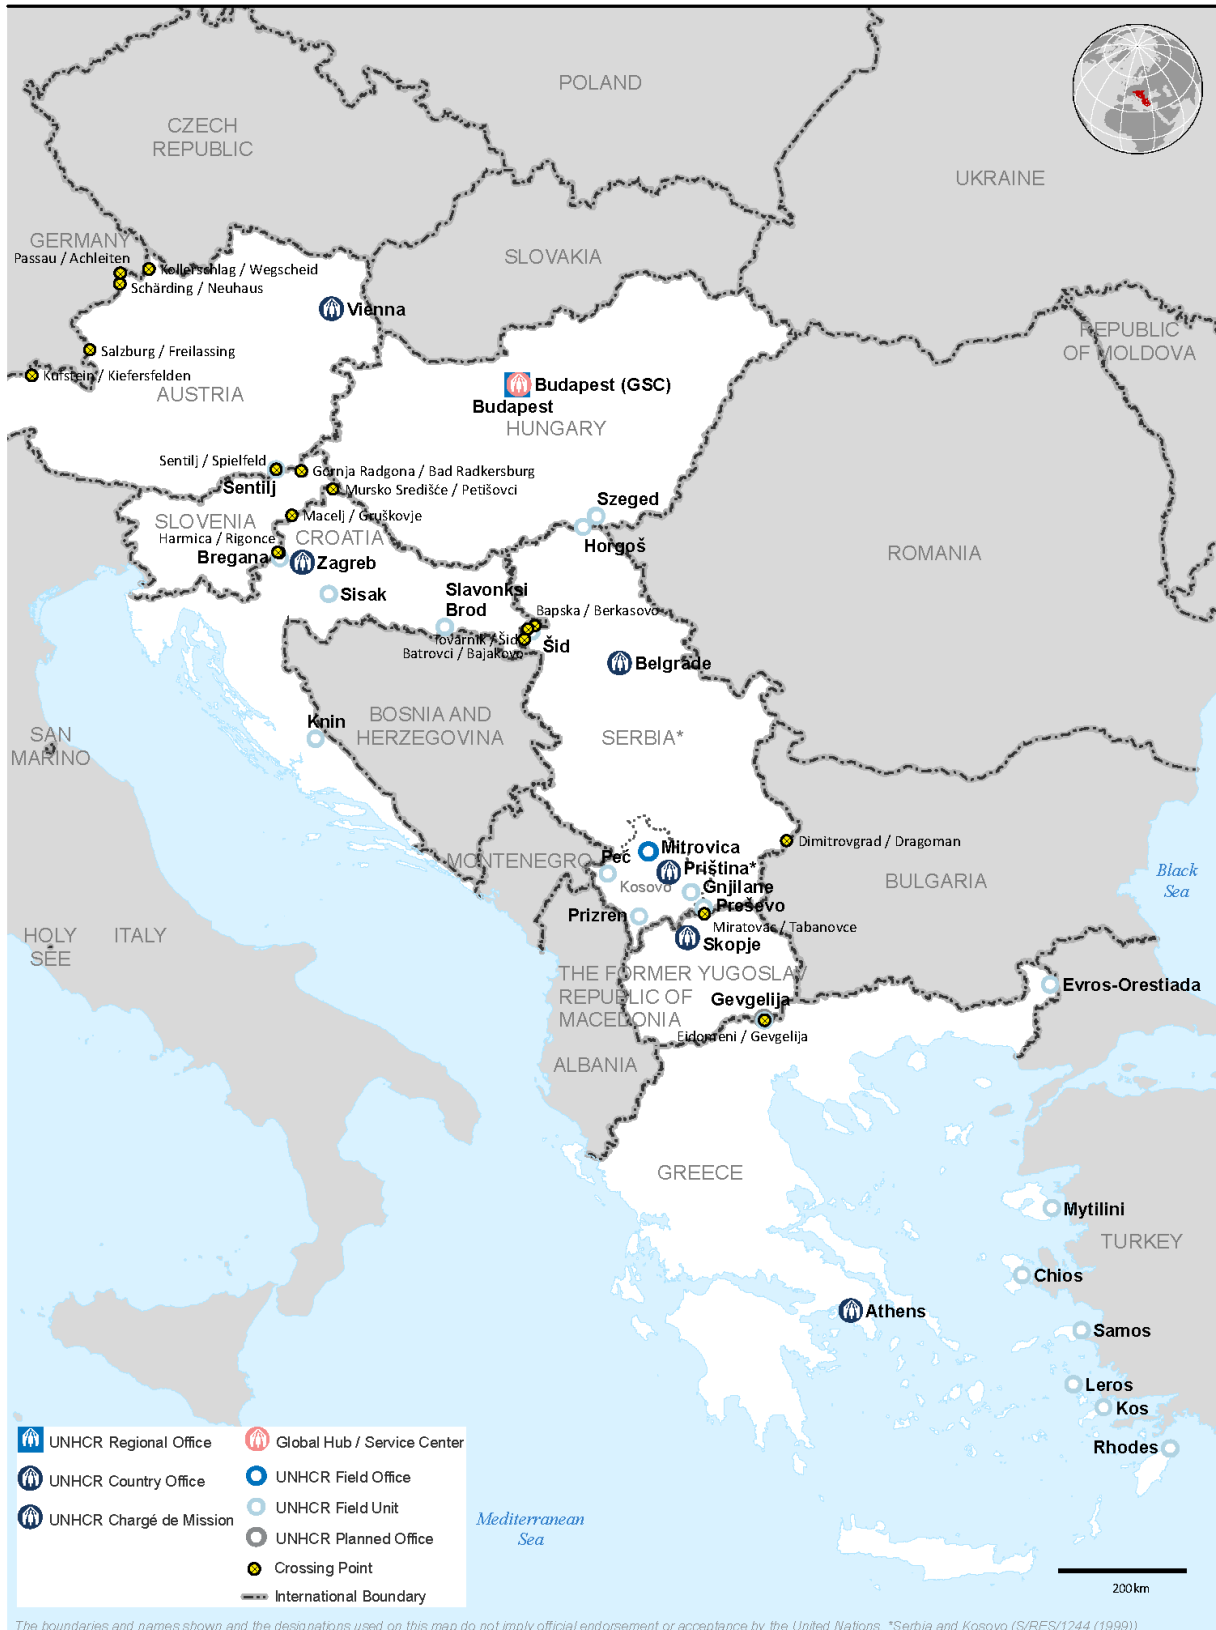 POLAND
CZECH
REPUBLIC
UKRAINE
GERMANY
Passau / Achleiten
Kollerschlag / Wegscheid
Schärding / Neuhaus
SLOVAKIA
Vienna
REPUBLIC
OF MOLDOVA
Salzburg / Freilassing
Kufstein / Kiefersfelden
AUSTRIA
Budapest (GSC)
Budapest
HUNGARY
Sentilj / Spielfeld
Gornja Radgona / Bad Radkersburg
Sentilj
Mursko Središće / Petišovci
Szeged
SLOVENIA
Macelj / Gruškovje
Harmica / Rigonce
CROATIA
Horgoš
Bregana
Zagreb
ROMANIA
Sisak
Slavonksi
Brod
Bapska / Berkasovo
Tovarnik / Šid
Batrovci / Bajakovo
Šid
Belgrade
Knin
BOSNIA AND
HERZEGOVINA
SERBIA*
SAN
MARINO
Dimitrovgrad / Dragoman
Mitrovica
Peć
MONTENEGRO
Priština*
Kosovo
Gnjilane
BULGARIA
Black
Sea
Preševo
Prizren
Miratovac / Tabanovce
HOLY
SEE
ITALY
Skopje
THE FORMER YUGOSLAV
REPUBLIC OF
MACEDONIA
Evros-Orestiada
Gevgelija
Eidomeni / Gevgelija
ALBANIA
GREECE
Mytilini
TURKEY
Chios
Athens
Samos
Leros
Kos
Rhodes
UNHCR Regional Office
Global Hub / Service Center
UNHCR Country Office
UNHCR Field Office
UNHCR Chargé de Mission
UNHCR Field Unit
UNHCR Planned Office
Crossing Point
International Boundary
Mediterranean
Sea
200 km
The boundaries and names shown and the designations used on this map do not imply official endorsement or acceptance by the United Nations. *Serbia and Kosovo (S/RES/1244 (1999))